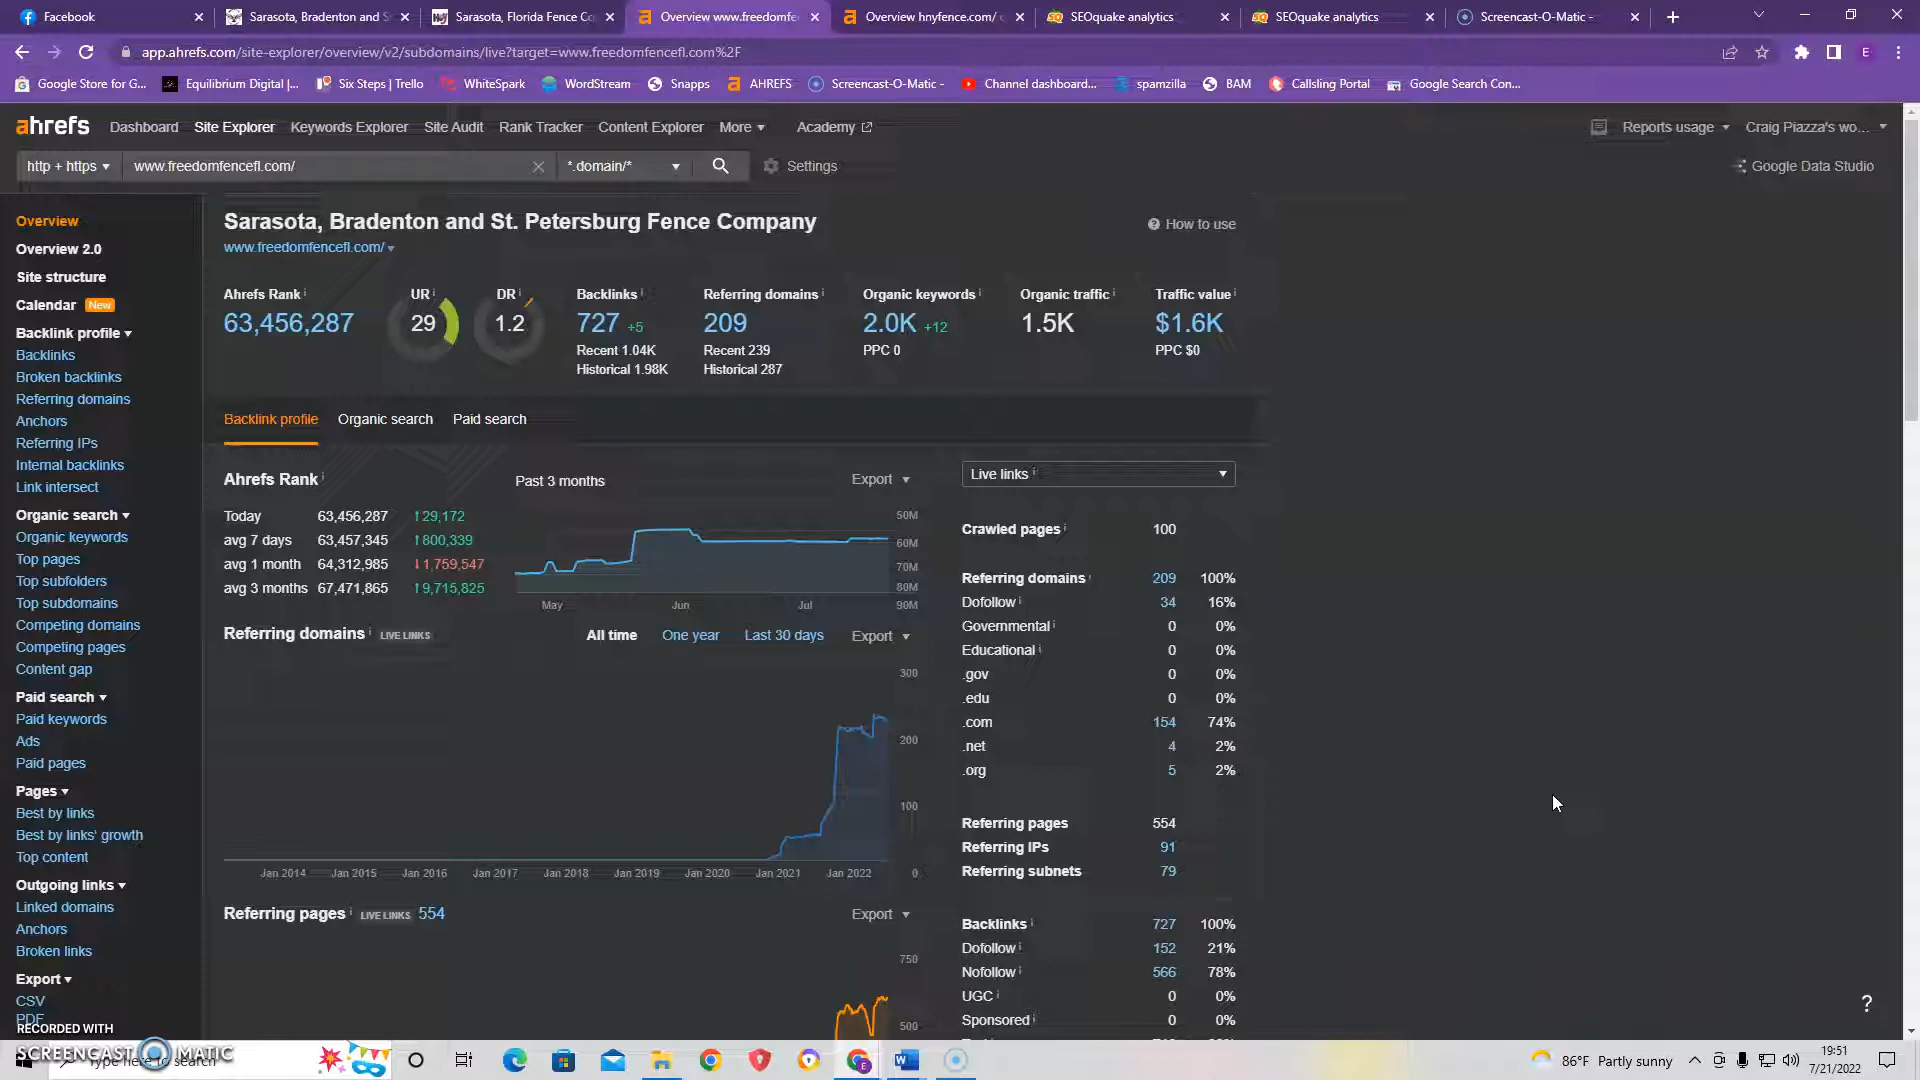 Facebook
Sarasota, Bradenton and S
Sarasota, Florida Fence Co
Overview www.freedomfe
Overview hnyfence.com/
SEOquake analytics
SEOquake analytics
Screencast-O-Matic -
app.ahrefs.com/site-explorer/overview/v2/subdomains/live?target=www.freedomfencefl.com%2F
E
Google Store for G...
Equilibrium Digital |...
Six Steps | Trello
WhiteSpark
WordStream
Snapps
AHREFS
Screencast-O-Matic -
Channel dashboard...
spamzilla
BAM
Callsling Portal
Google Search Con...
ahrefs
Dashboard
Site Explorer
Keywords Explorer
Site Audit
Rank Tracker
Content Explorer
More
Academy
Reports usage
Craig Piazza's wo...
http + https
www.freedomfencefl.com/
*.domain/*
Settings
Google Data Studio
Overview
Overview 2.0
Site structure
Calendar New
Backlink profile
Backlinks
Broken backlinks
Referring domains
Anchors
Referring IPs
Internal backlinks
Link intersect
Organic search
Organic keywords
Top pages
Top subfolders
Top subdomains
Competing domains
Competing pages
Content gap
Paid search
Paid keywords
Ads
Paid pages
Pages
Best by links
Best by links' growth
Top content
Outgoing links
Linked domains
Anchors
Broken links
Export
CSV
PDF
Sarasota, Bradenton and St. Petersburg Fence Company
How to use
www.freedomfencefl.com/
Ahrefs Rank
63,456,287
UR
29
DR
1.2
Backlinks
727 +5
Recent 1.04K
Historical 1.98K
Referring domains
209
Recent 239
Historical 287
Organic keywords
2.0K +12
PPC 0
Organic traffic
1.5K
Traffic value
$1.6K
PPC $0
Backlink profile
Organic search
Paid search
Ahrefs Rank
Past 3 months
Export
Today 63,456,287 ↑29,172
avg 7 days 63,457,345 ↑800,339
avg 1 month 64,312,985 ↓1,759,547
avg 3 months 67,471,865 ↑9,715,825
50M
60M
70M
80M
90M
May Jun Jul
Referring domains LIVE LINKS
All time One year Last 30 days
Export
300
200
100
0
Jan 2014 Jan 2015 Jan 2016 Jan 2017 Jan 2018 Jan 2019 Jan 2020 Jan 2021 Jan 2022
Referring pages LIVE LINKS 554
Export
750
500
Live links
Crawled pages 100
Referring domains 209 100%
Dofollow 34 16%
Governmental 0 0%
Educational 0 0%
.gov 0 0%
.edu 0 0%
.com 154 74%
.net 4 2%
.org 5 2%
Referring pages 554
Referring IPs 91
Referring subnets 79
Backlinks 727 100%
Dofollow 152 21%
Nofollow 566 78%
UGC 0 0%
Sponsored 0 0%
?
RECORDED WITH
SCREENCAST MATIC
Type here to search
86°F Partly sunny
19:51
7/21/2022